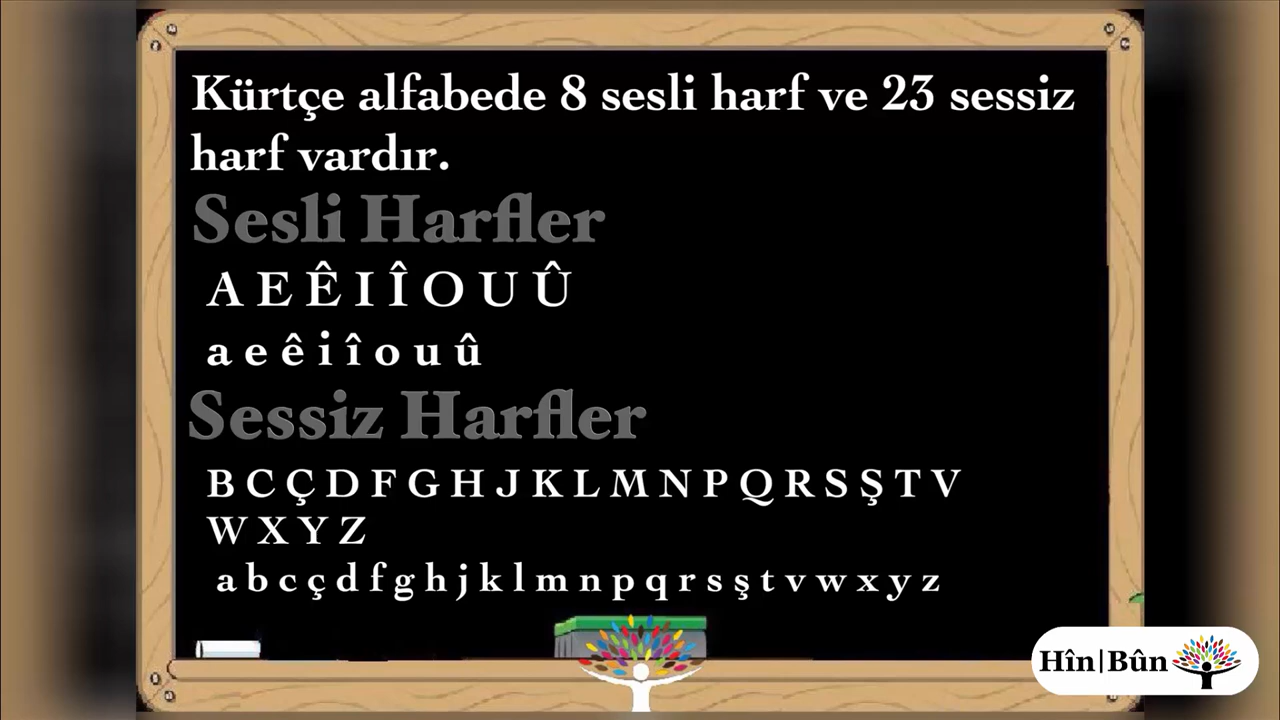 Kürtçe alfabede 8 sesli harf ve 23 sessiz
harf vardır.
Sesli Harfler
A E Ê I Î O U Û
a e ê i î o u û
Sessiz Harfler
B C Ç D F G H J K L M N P Q R S Ş T V
W X Y Z
a b c ç d f g h j k l m n p q r s ş t v w x y z
Hîn|Bûn